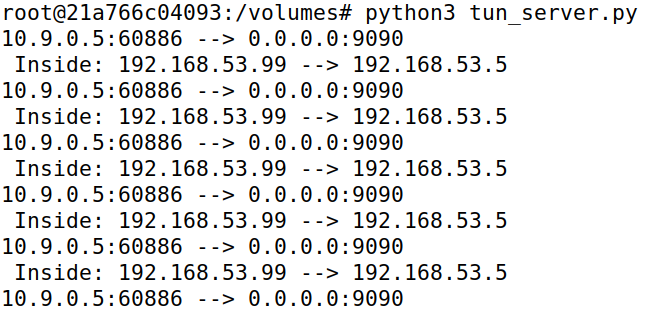 root@21a766c04093:/volumes# python3 tun_server.py
10.9.0.5:60886 --> 0.0.0.0:9090
 Inside: 192.168.53.99 --> 192.168.53.5
10.9.0.5:60886 --> 0.0.0.0:9090
 Inside: 192.168.53.99 --> 192.168.53.5
10.9.0.5:60886 --> 0.0.0.0:9090
 Inside: 192.168.53.99 --> 192.168.53.5
10.9.0.5:60886 --> 0.0.0.0:9090
 Inside: 192.168.53.99 --> 192.168.53.5
10.9.0.5:60886 --> 0.0.0.0:9090
 Inside: 192.168.53.99 --> 192.168.53.5
10.9.0.5:60886 --> 0.0.0.0:9090